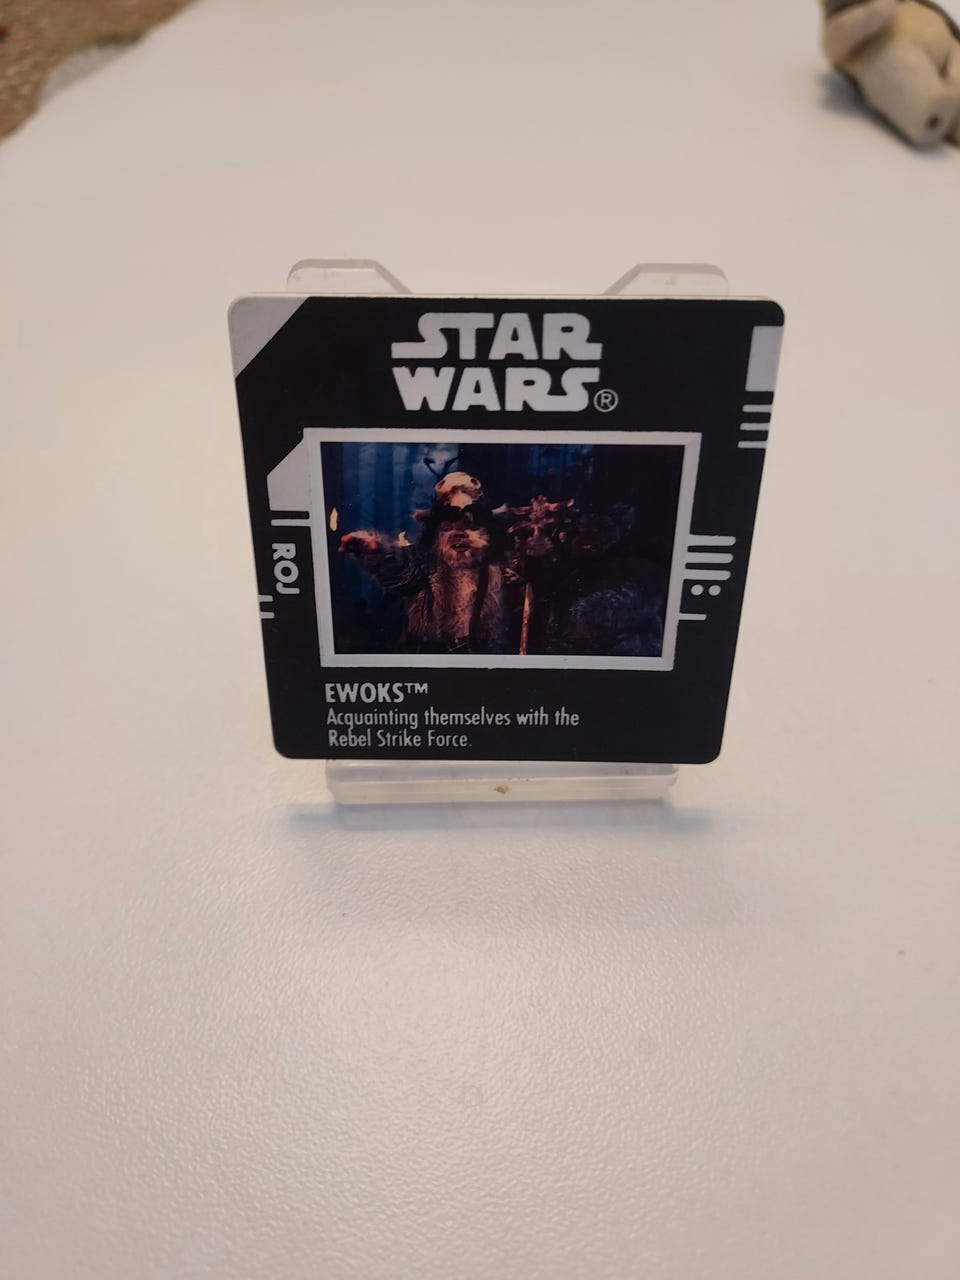 STAR
WARS®
ROJ
EWOKS™
Acquainting themselves with the
Rebel Strike Force.